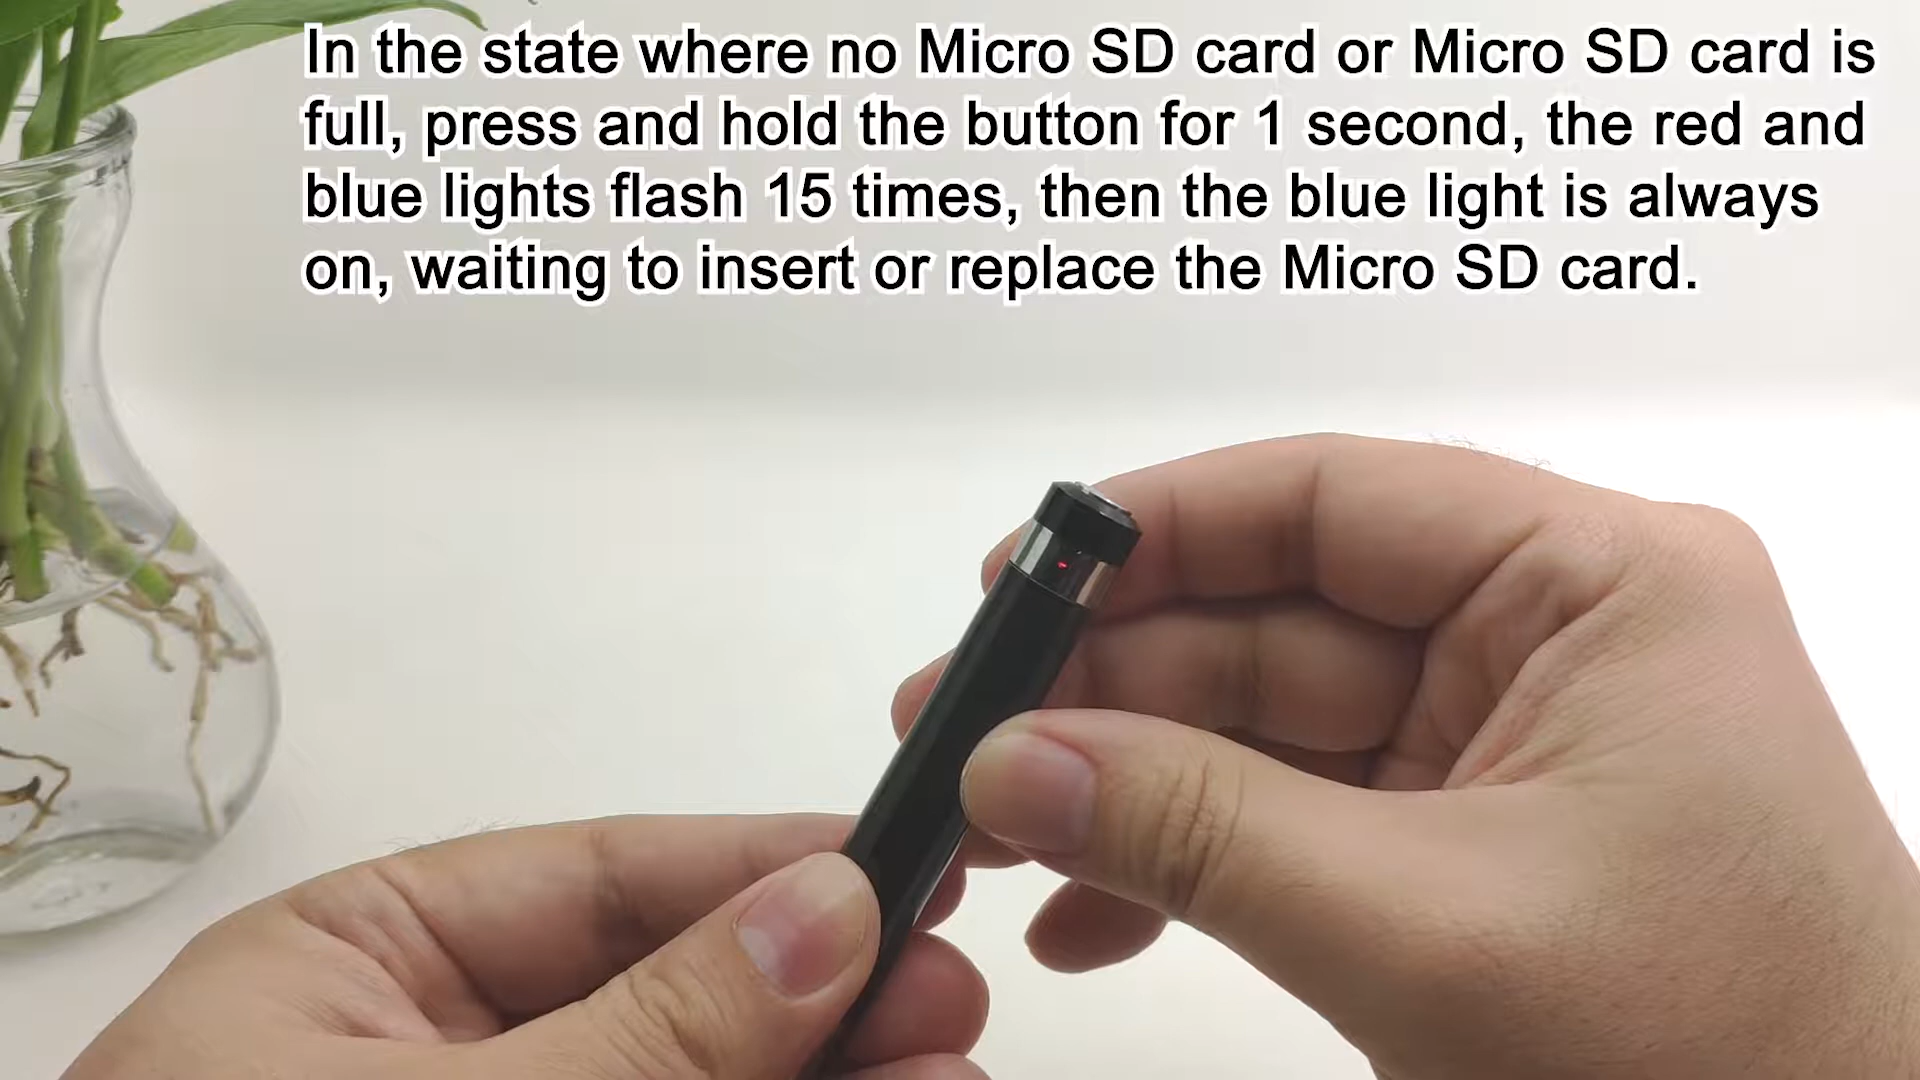 In the state where no Micro SD card or Micro SD card is
full, press and hold the button for 1 second, the red and
blue lights flash 15 times, then the blue light is always
on, waiting to insert or replace the Micro SD card.